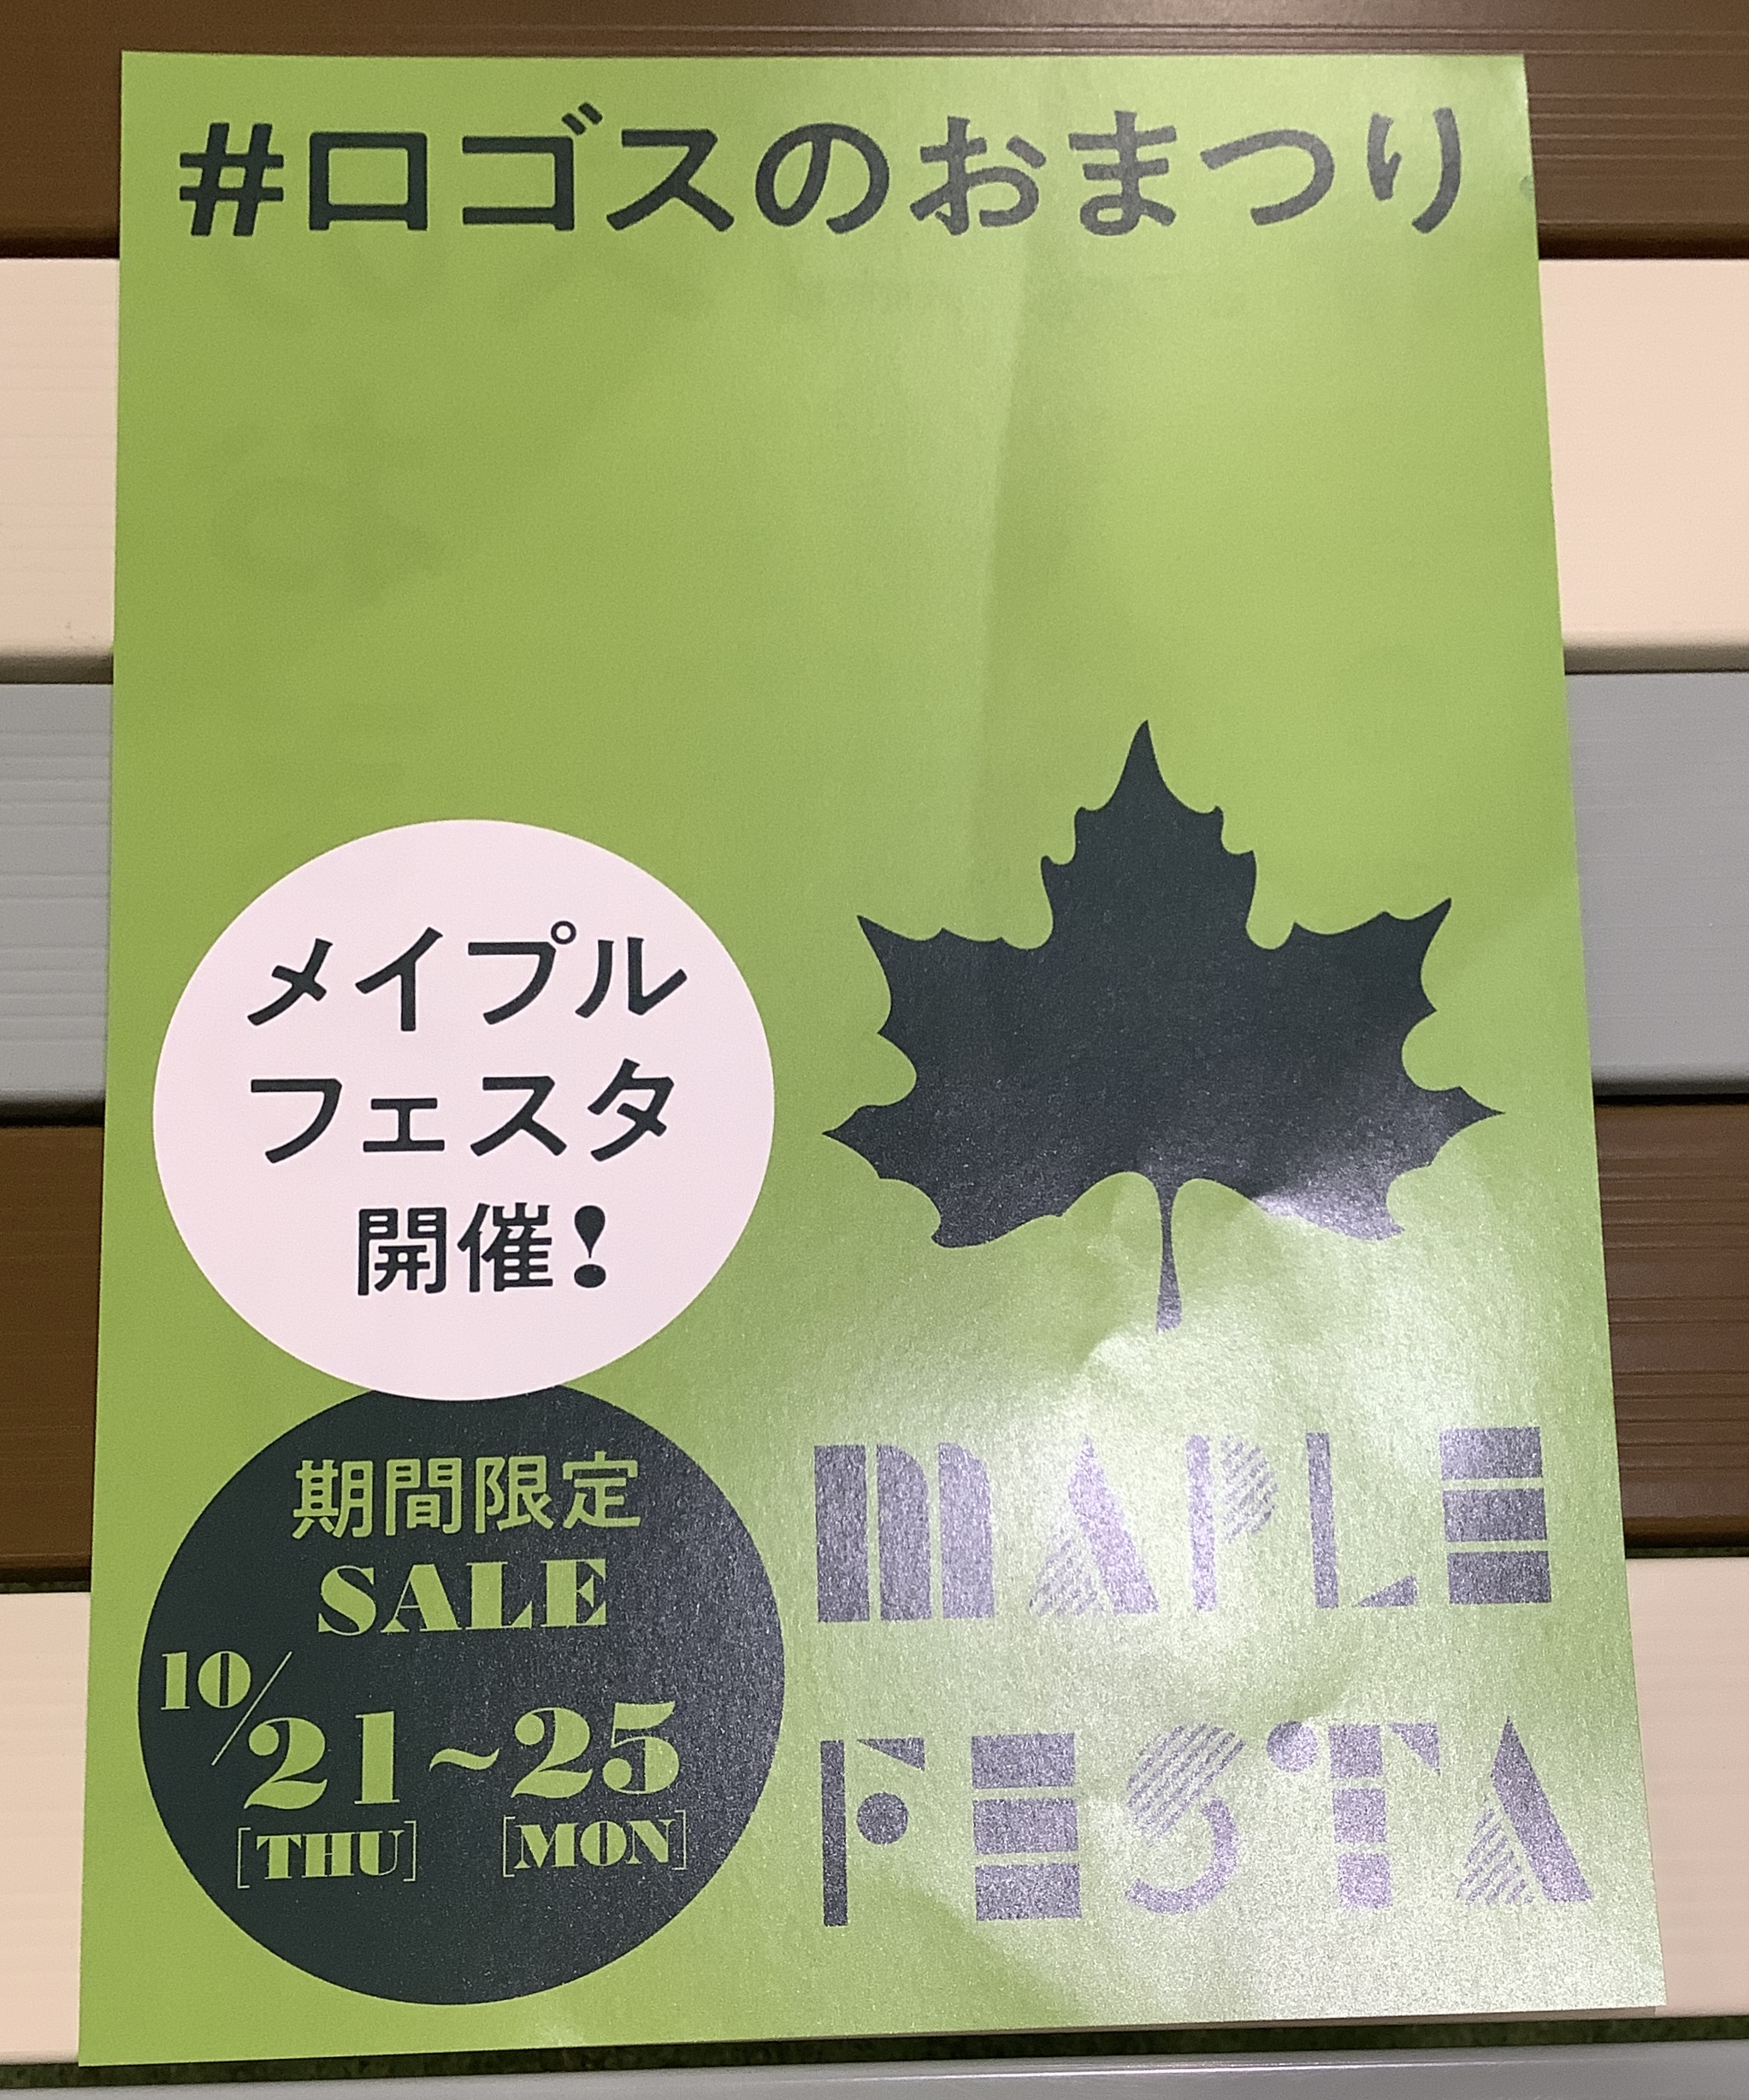 #ロゴスのおまつり
メイプル
フェスタ
開催!
期間限定
SALE
10/21~25
[THU] [MON]
MAPLE
FESTA